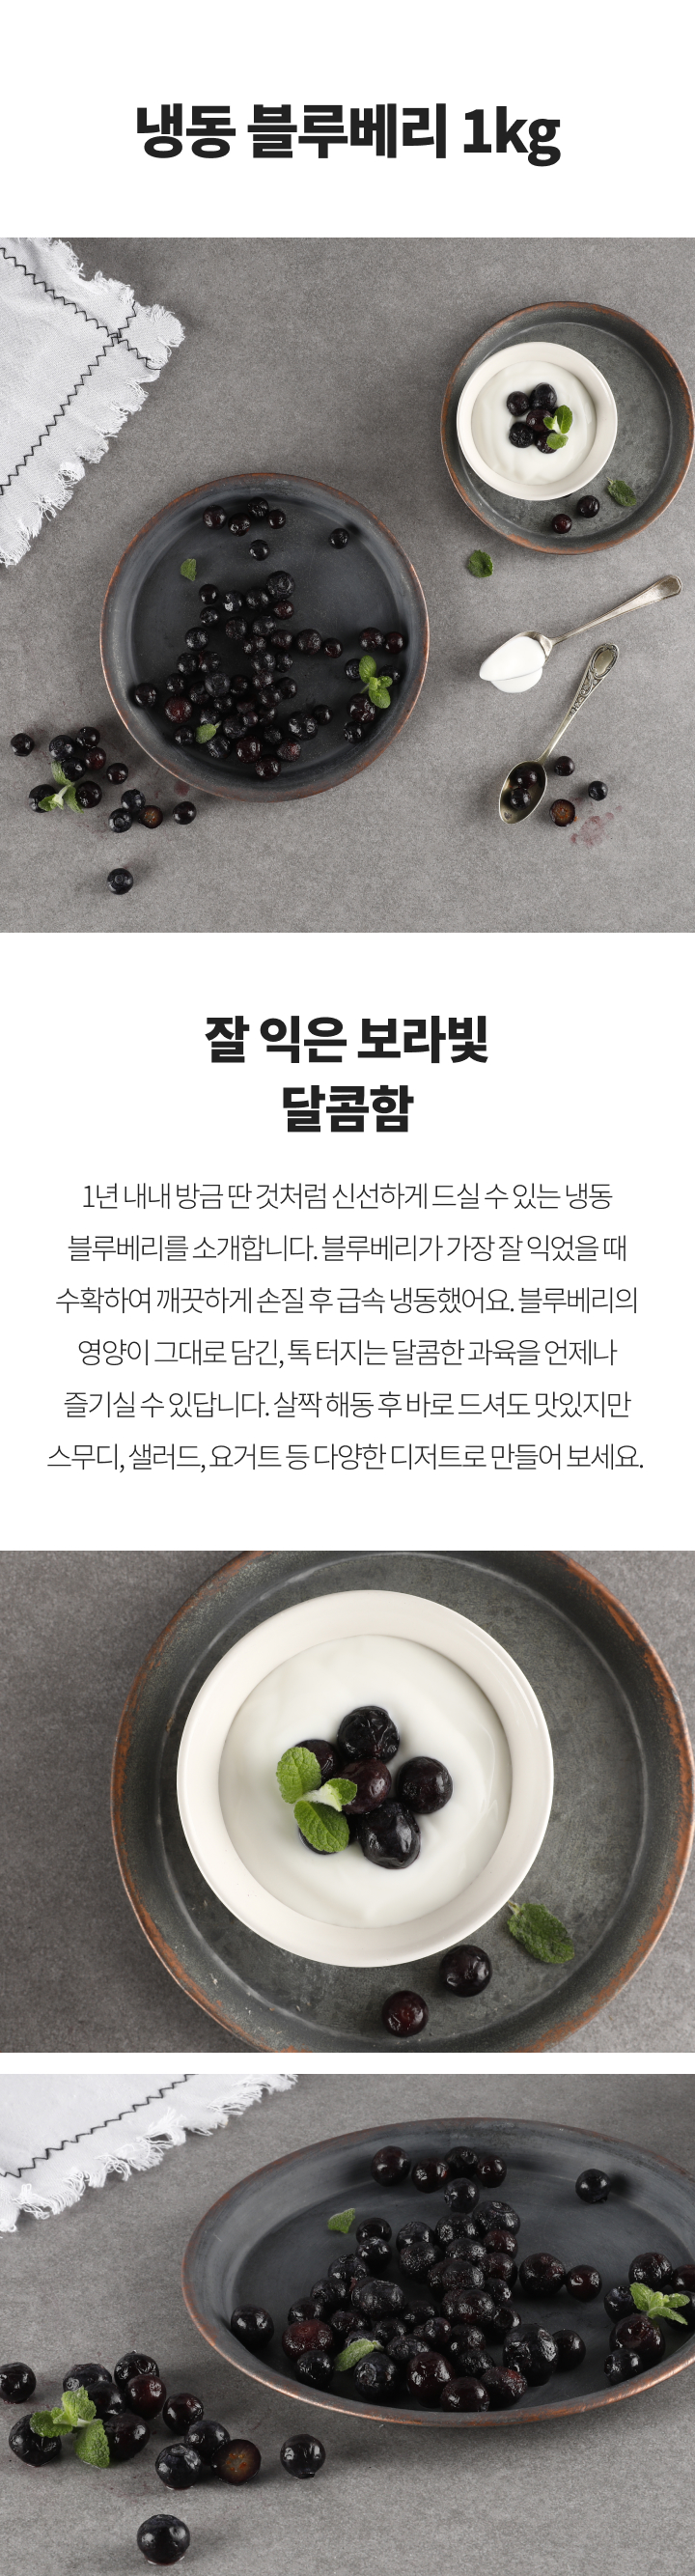 냉동 블루베리 1kg
잘 익은 보라빛
달콤함
1년 내내 방금 딴 것처럼 신선하게 드실 수 있는 냉동
블루베리를 소개합니다. 블루베리가 가장 잘 익었을 때
수확하여 깨끗하게 손질 후 급속 냉동했어요. 블루베리의
영양이 그대로 담긴, 톡 터지는 달콤한 과육을 언제나
즐기실 수 있답니다. 살짝 해동 후 바로 드셔도 맛있지만
스무디, 샐러드, 요거트 등 다양한 디저트로 만들어 보세요.